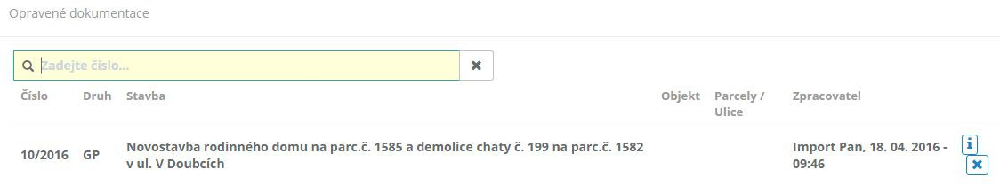 Opravené dokumentace
Zadejte číslo...
Číslo Druh Stavba Objekt Parcely / Ulice Zpracovatel
10/2016 GP Novostavba rodinného domu na parc.č. 1585 a demolice chaty č. 199 na parc.č. 1582
v ul. V Doubcích
Import Pan, 18. 04. 2016 -
09:46